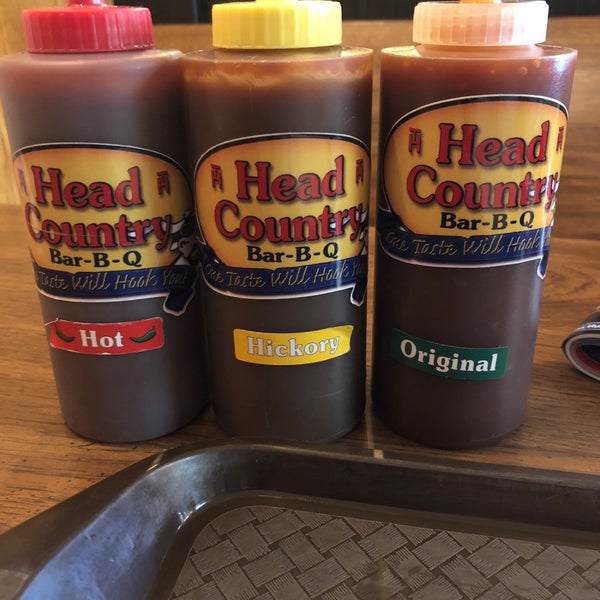 Head
Country
Bar-B-Q
One Taste Will Hook You!
Hot
Head
Country
Bar-B-Q
One Taste Will Hook You!
Hickory
Head
Country
Bar-B-Q
One Taste Will Hook You!
Original